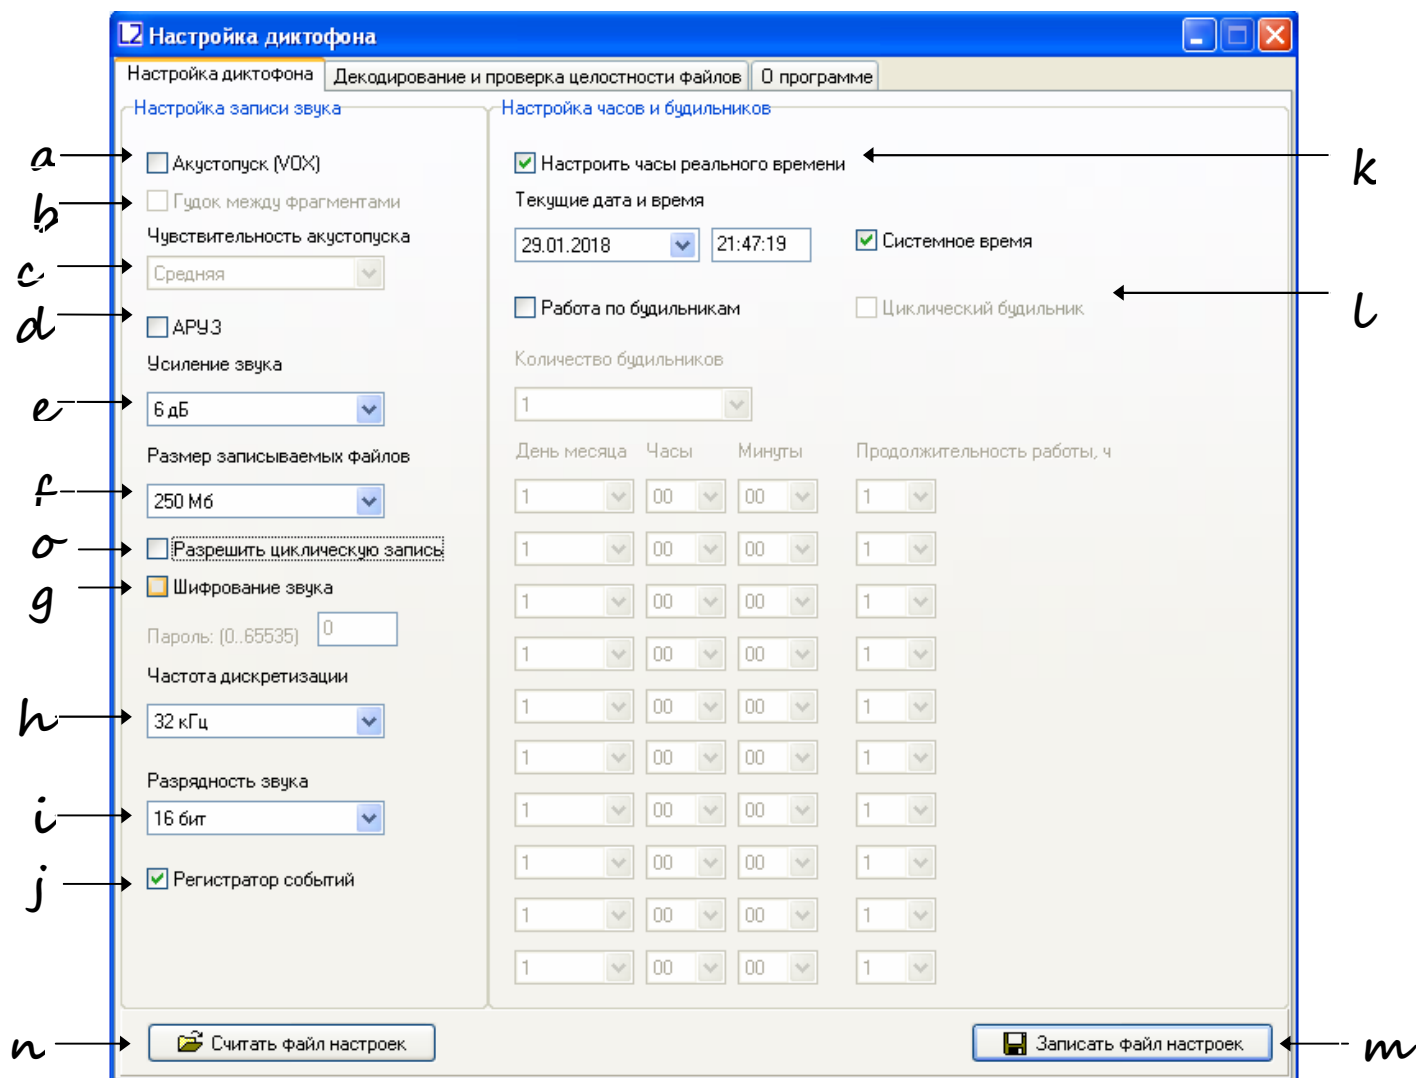 Настройка диктофона
Настройка диктофона Декодирование и проверка целостности файлов О программе
Настройка записи звука Настройка часов и будильников
a Акустопуск (VOX) Настроить часы реального времени k
b Гудок между фрагментами Текущие дата и время
Чувствительность акустопуска
c Средняя 29.01.2018 21:47:19 Системное время
d АРУЗ Работа по будильникам Циклический будильник l
Усиление звука Количество будильников
e 6 дБ 1
Размер записываемых файлов День месяца Часы Минуты Продолжительность работы, ч
f 250 Мб 1 00 00 1
o Разрешить циклическую запись 1 00 00 1
g Шифрование звука 1 00 00 1
Пароль: (0..65535) 0 1 00 00 1
Частота дискретизации
h 32 кГц 1 00 00 1
1 00 00 1
Разрядность звука
i 16 бит 1 00 00 1
j Регистратор событий 1 00 00 1
1 00 00 1
1 00 00 1
n Считать файл настроек Записать файл настроек m